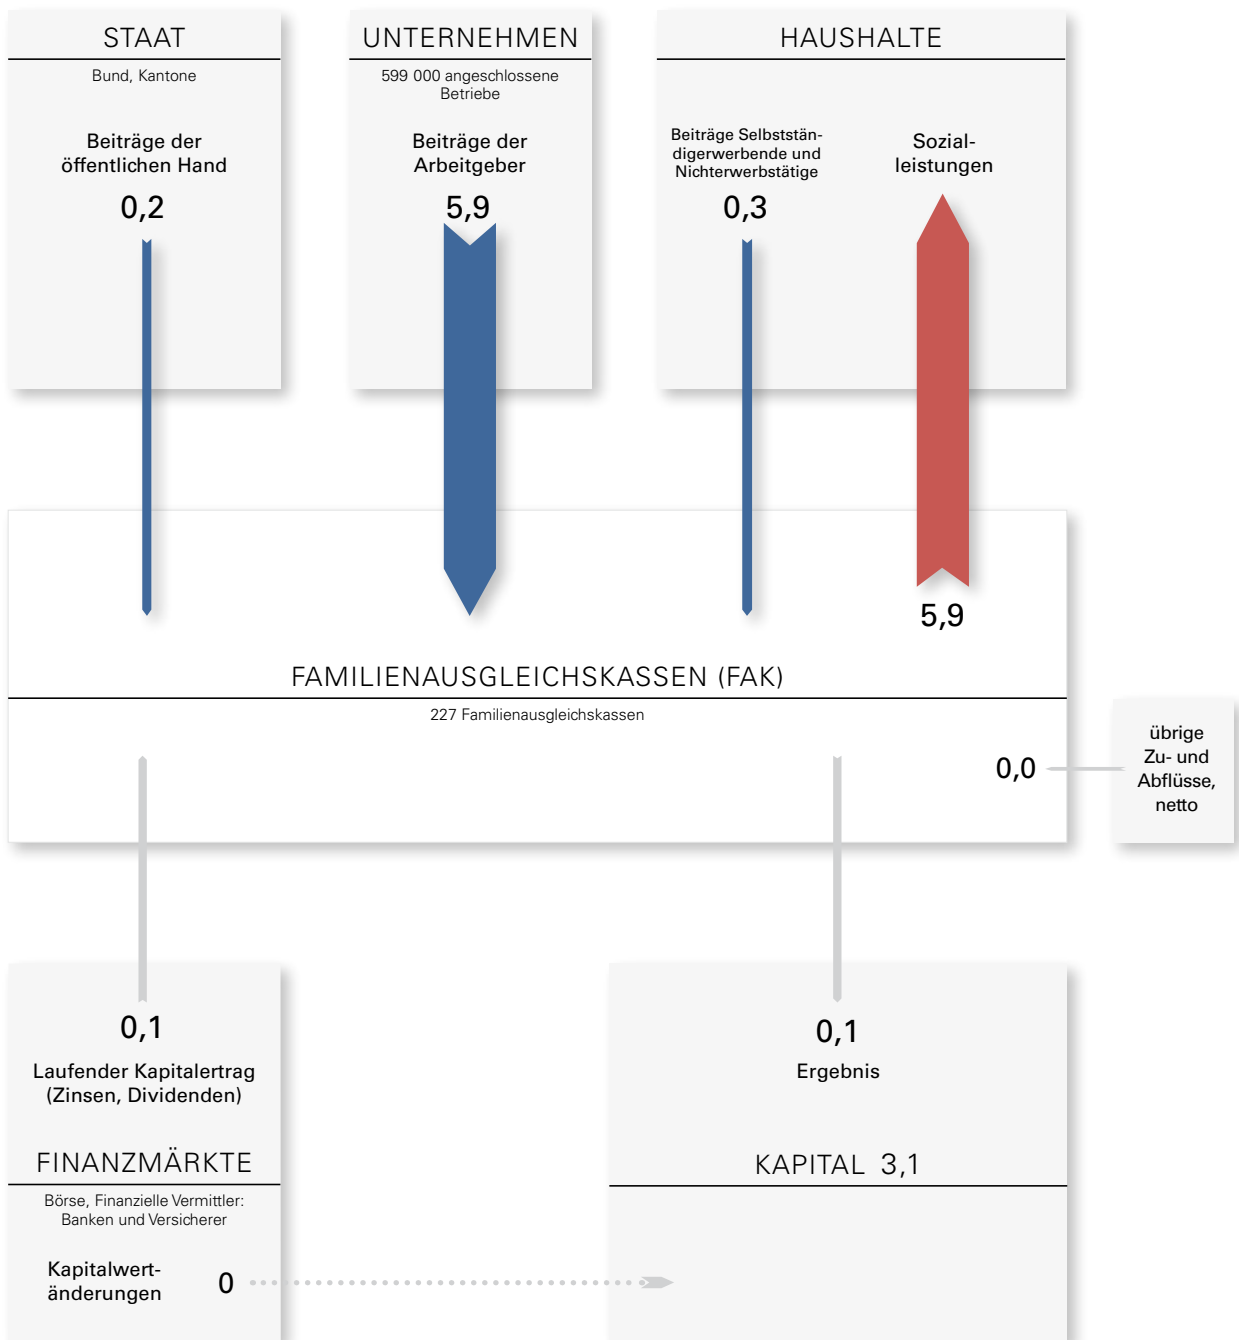 STAAT
Bund, Kantone
Beiträge der
öffentlichen Hand
0,2
UNTERNEHMEN
599 000 angeschlossene
Betriebe
Beiträge der
Arbeitgeber
5,9
HAUSHALTE
Beiträge Selbststän-
digerwerbende und
Nichterwerbstätige
0,3
Sozial-
leistungen
5,9
FAMILIENAUSGLEICHSKASSEN (FAK)
227 Familienausgleichskassen
0,0
übrige
Zu- und
Abflüsse,
netto
0,1
Laufender Kapitalertrag
(Zinsen, Dividenden)
FINANZMÄRKTE
Börse, Finanzielle Vermittler:
Banken und Versicherer
Kapitalwert-
änderungen
0
0,1
Ergebnis
KAPITAL 3,1